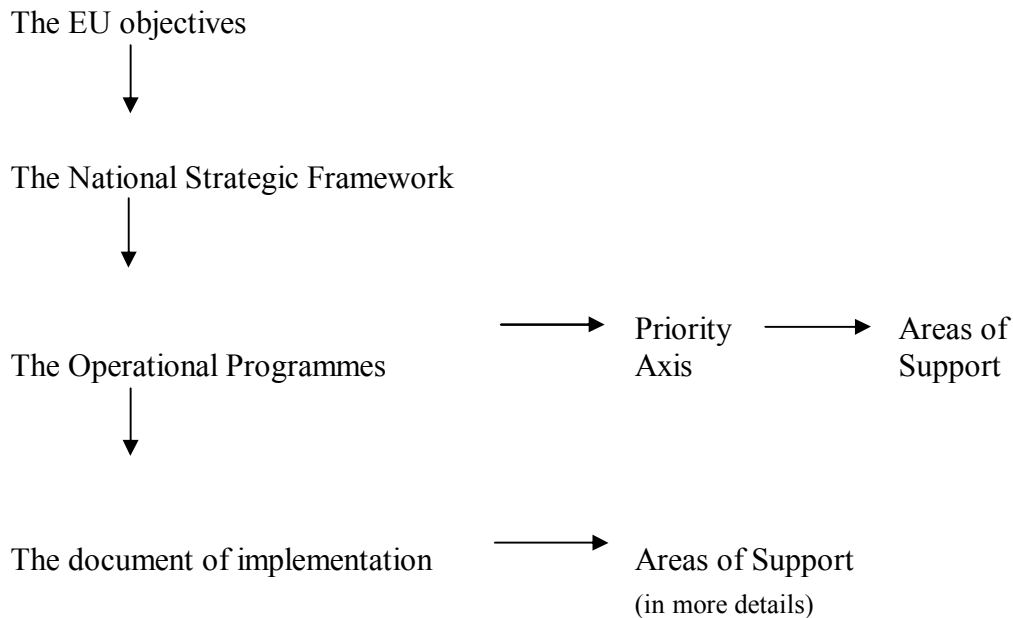 The EU objectives
The National Strategic Framework
Priority
Axis
Areas of
Support
The Operational Programmes
The document of implementation
Areas of Support
(in more details)